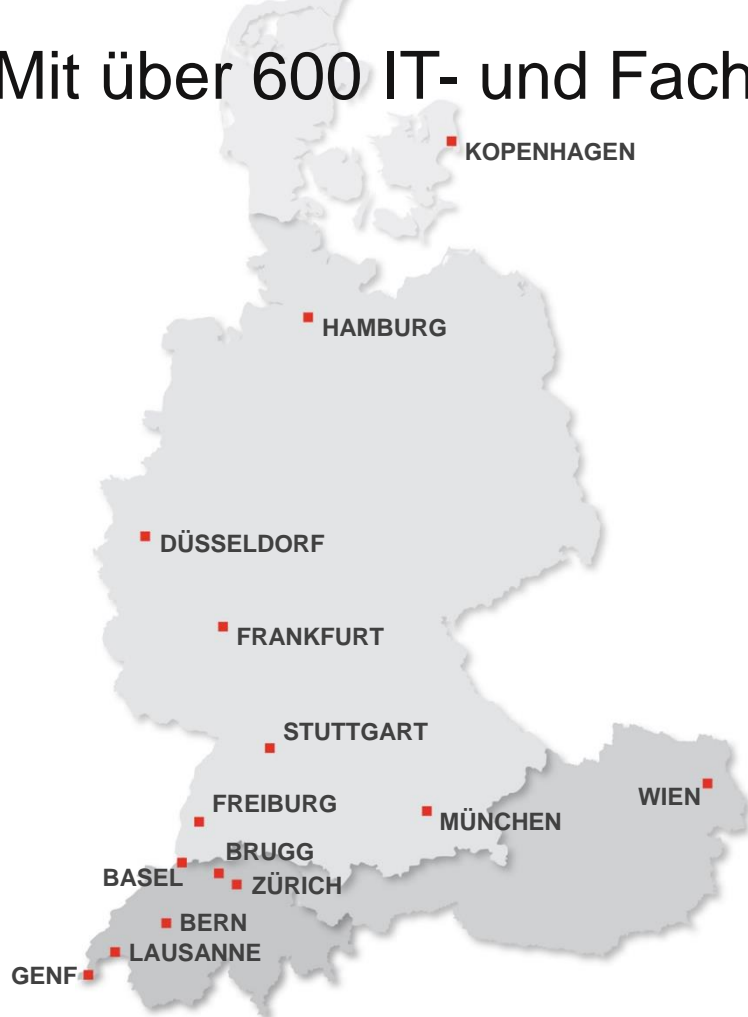 Mit über 600 IT- und Fach
KOPENHAGEN
HAMBURG
DÜSSELDORF
FRANKFURT
STUTTGART
WIEN
FREIBURG
MÜNCHEN
BRUGG
BASEL
ZÜRICH
BERN
LAUSANNE
GENF